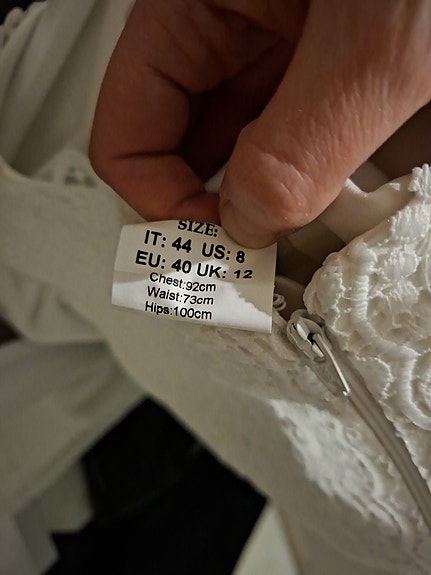 SIZE:
IT: 44 US: 8
EU: 40 UK: 12
Chest:92cm
Waist:73cm
Hips:100cm